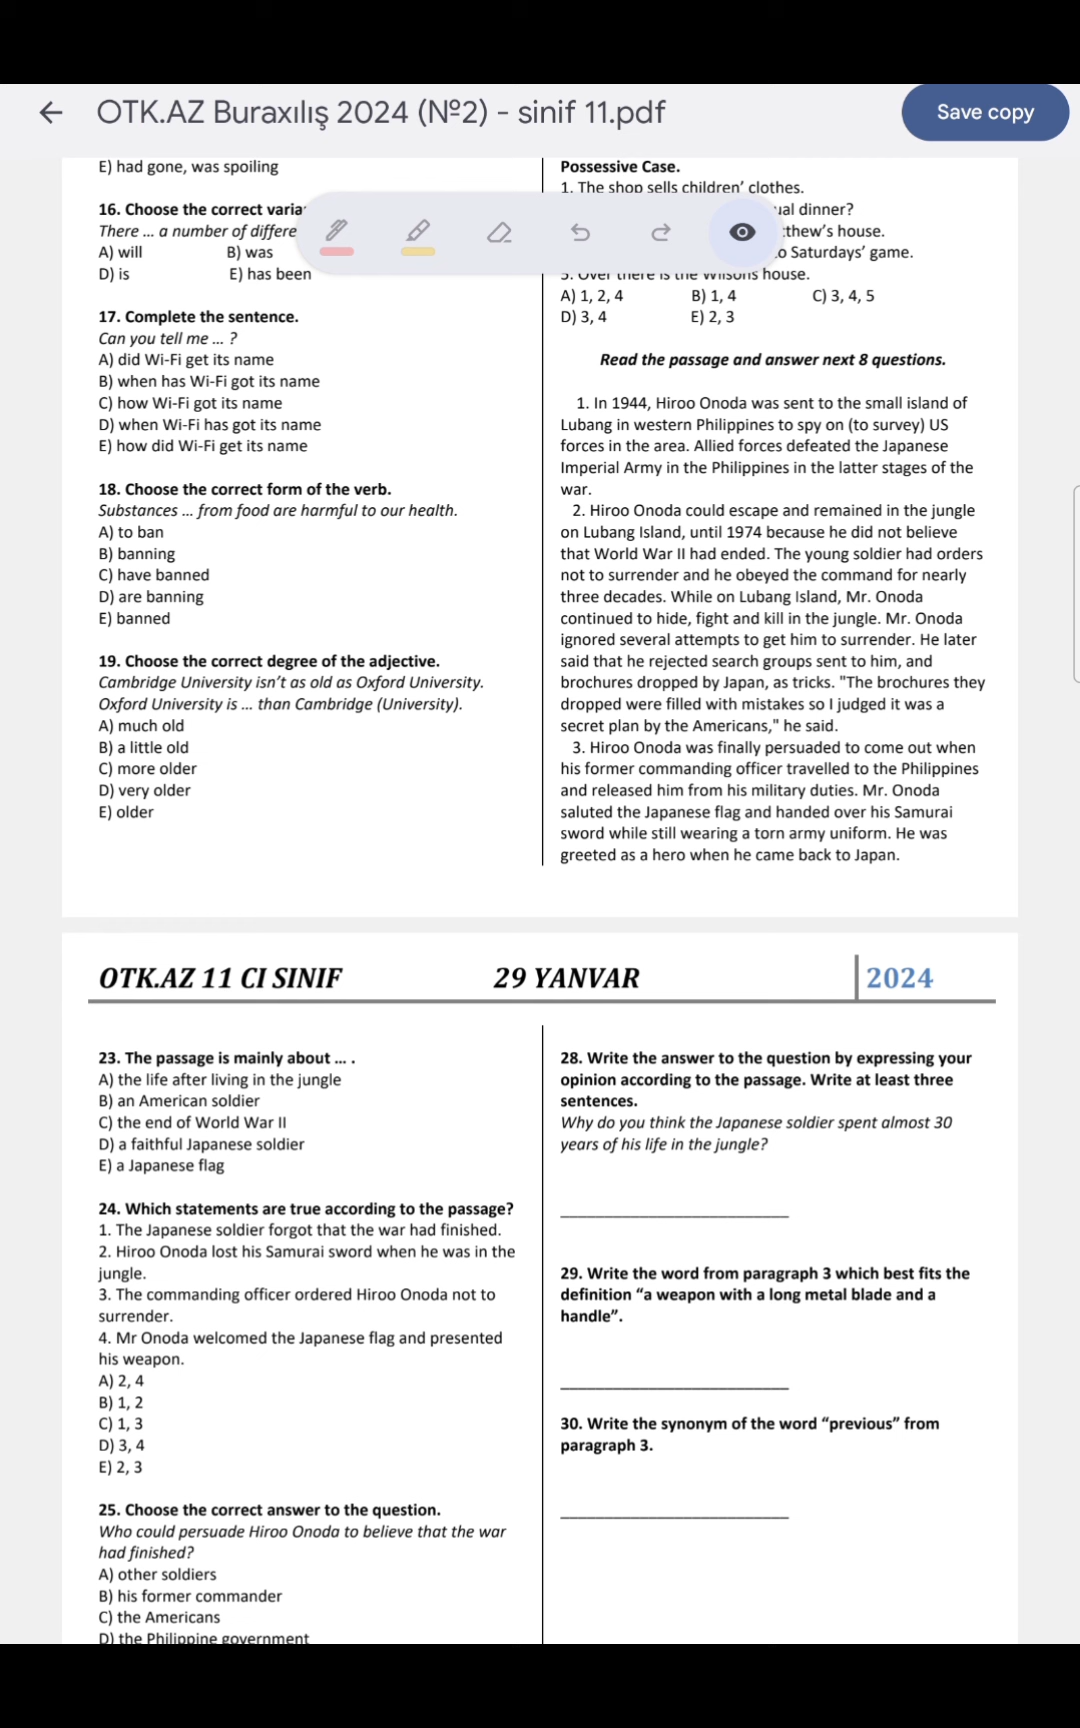 OTK.AZ Buraxılış 2024 (№2) - sinif 11.pdf
Save copy
E) had gone, was spoiling
16. Choose the correct
There ... a number of
A) will B) was
D) is E) has been
17. Complete the sentence.
Can you tell me ... ?
A) did Wi-Fi get its name
B) when has Wi-Fi got its name
C) how Wi-Fi got its name
D) when Wi-Fi has got its name
E) how did Wi-Fi get its name
18. Choose the correct form of the verb.
Substances ... from food are harmful to our health.
A) to ban
B) banning
C) have banned
D) are banning
E) banned
19. Choose the correct degree of the adjective.
Cambridge University isn't as old as Oxford University.
Oxford University is ... than Cambridge (University).
A) much old
B) a little old
C) more older
D) very older
E) older
Possessive Case.
1. The shop sells children' clothes.
dinner?
house.
Saturdays' game.
5. Over there is the Wilsons house.
A) 1, 2, 4 B) 1, 4 C) 3, 4, 5
D) 3, 4 E) 2, 3
Read the passage and answer next 8 questions.
1. In 1944, Hiroo Onoda was sent to the small island of
Lubang in western Philippines to spy on (to survey) US
forces in the area. Allied forces defeated the Japanese
Imperial Army in the Philippines in the latter stages of the
war.
2. Hiroo Onoda could escape and remained in the jungle
on Lubang Island, until 1974 because he did not believe
that World War II had ended. The young soldier had orders
not to surrender and he obeyed the command for nearly
three decades. While on Lubang Island, Mr. Onoda
continued to hide, fight and kill in the jungle. Mr. Onoda
ignored several attempts to get him to surrender. He later
said that he rejected search groups sent to him, and
brochures dropped by Japan, as tricks. "The brochures they
dropped were filled with mistakes so I judged it was a
secret plan by the Americans," he said.
3. Hiroo Onoda was finally persuaded to come out when
his former commanding officer travelled to the Philippines
and released him from his military duties. Mr. Onoda
saluted the Japanese flag and handed over his Samurai
sword while still wearing a torn army uniform. He was
greeted as a hero when he came back to Japan.
OTK.AZ 11 CI SINIF 29 YANVAR 2024
23. The passage is mainly about ... .
A) the life after living in the jungle
B) an American soldier
C) the end of World War II
D) a faithful Japanese soldier
E) a Japanese flag
24. Which statements are true according to the passage?
1. The Japanese soldier forgot that the war had finished.
2. Hiroo Onoda lost his Samurai sword when he was in the
jungle.
3. The commanding officer ordered Hiroo Onoda not to
surrender.
4. Mr Onoda welcomed the Japanese flag and presented
his weapon.
A) 2, 4
B) 1, 2
C) 1, 3
D) 3, 4
E) 2, 3
25. Choose the correct answer to the question.
Who could persuade Hiroo Onoda to believe that the war
had finished?
A) other soldiers
B) his former commander
C) the Americans
D) the Philippine government
28. Write the answer to the question by expressing your
opinion according to the passage. Write at least three
sentences.
Why do you think the Japanese soldier spent almost 30
years of his life in the jungle?
29. Write the word from paragraph 3 which best fits the
definition "a weapon with a long metal blade and a
handle".
30. Write the synonym of the word "previous" from
paragraph 3.